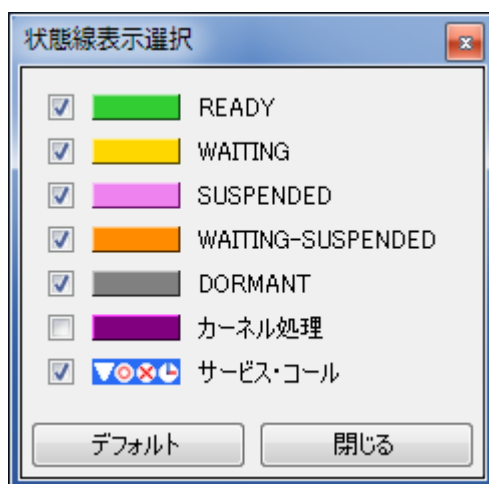 状態線表示選択
READY
WAITING
SUSPENDED
WAITING-SUSPENDED
DORMANT
カーネル処理
サービス・コール
デフォルト
閉じる